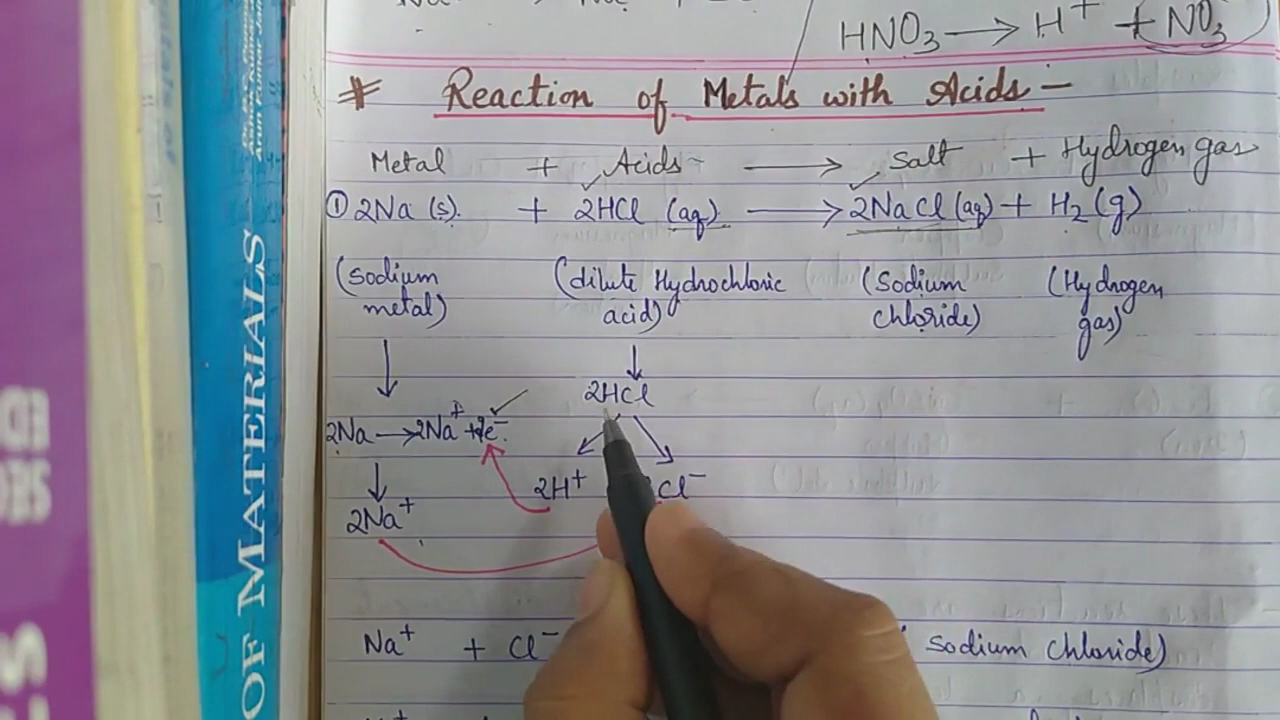 HNO₃ → H⁺ + NO₃⁻
* Reaction of Metals with Acids :-
Metal + Acids → Salt + Hydrogen gas
① 2Na (s). + 2HCl (aq) → 2NaCl (aq) + H₂ (g)
(Sodium metal) (dilute Hydrochloric acid) (Sodium chloride) (Hydrogen gas)
2HCl
2Na → 2Na⁺ + 2e⁻.
2H⁺ Cl⁻
2Na⁺
Na⁺ + Cl⁻ sodium chloride)
OF MATERIALS